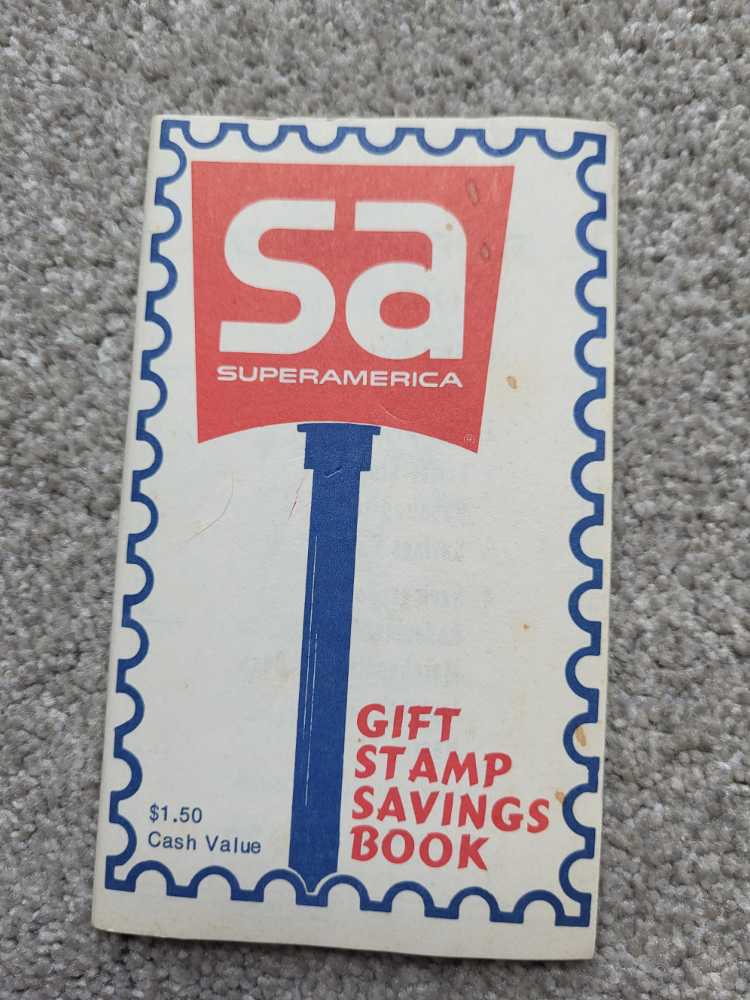 sa
SUPERAMERICA
®
GIFT
STAMP
SAVINGS
BOOK
$1.50
Cash Value